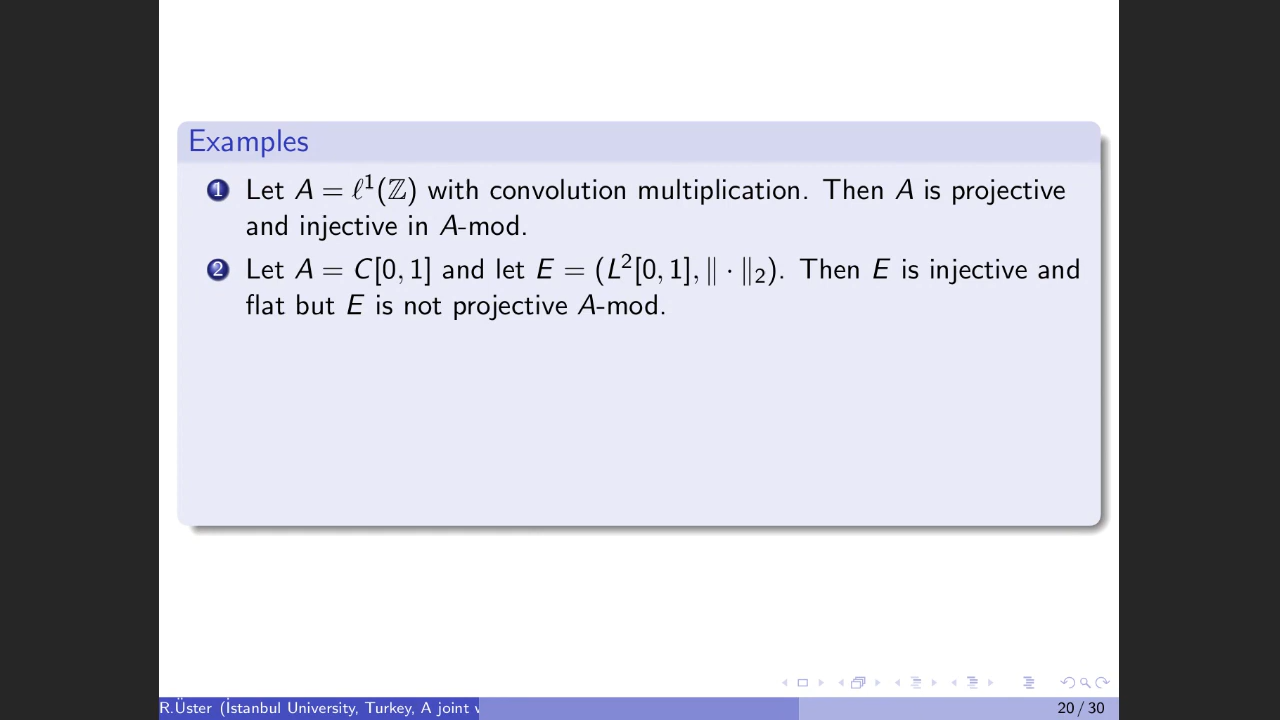 Examples
1 Let A = ℓ¹(ℤ) with convolution multiplication. Then A is projective
and injective in A-mod.
2 Let A = C[0, 1] and let E = (L²[0, 1], ‖ · ‖₂). Then E is injective and
flat but E is not projective A-mod.
R.Üster (İstanbul University, Turkey, A joint
20 / 30